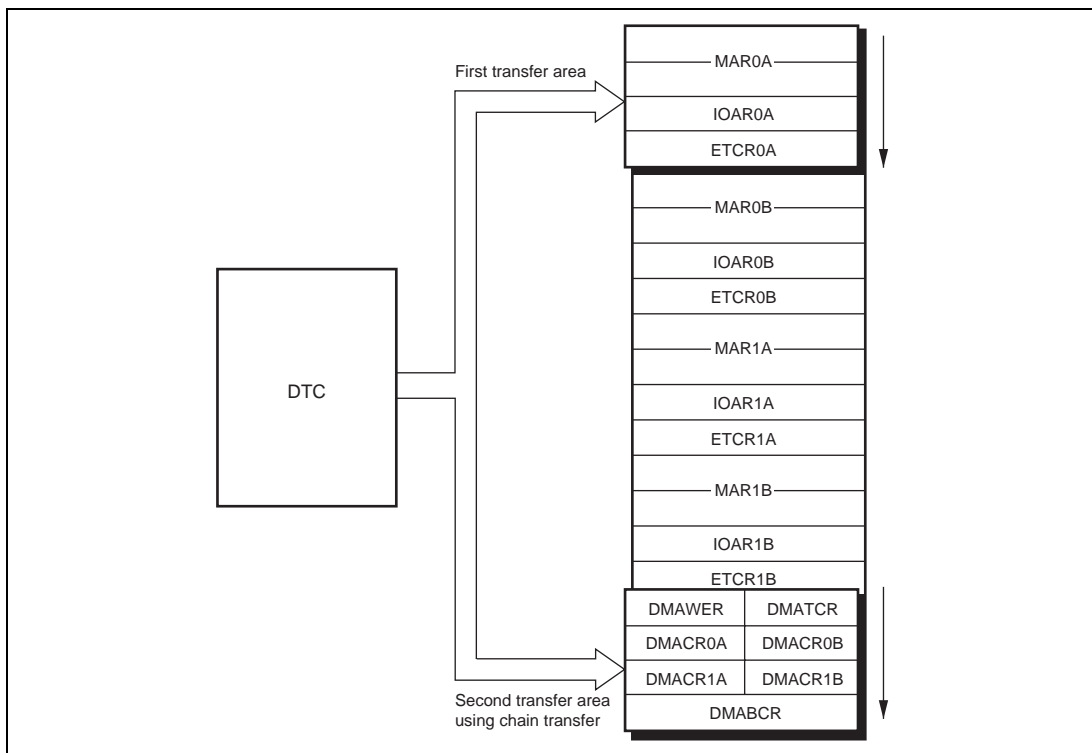 First transfer area
MAR0A
IOAR0A
ETCR0A
MAR0B
IOAR0B
ETCR0B
MAR1A
DTC
IOAR1A
ETCR1A
MAR1B
IOAR1B
ETCR1B
DMAWER DMATCR
DMACR0A DMACR0B
DMACR1A DMACR1B
Second transfer area
using chain transfer
DMABCR